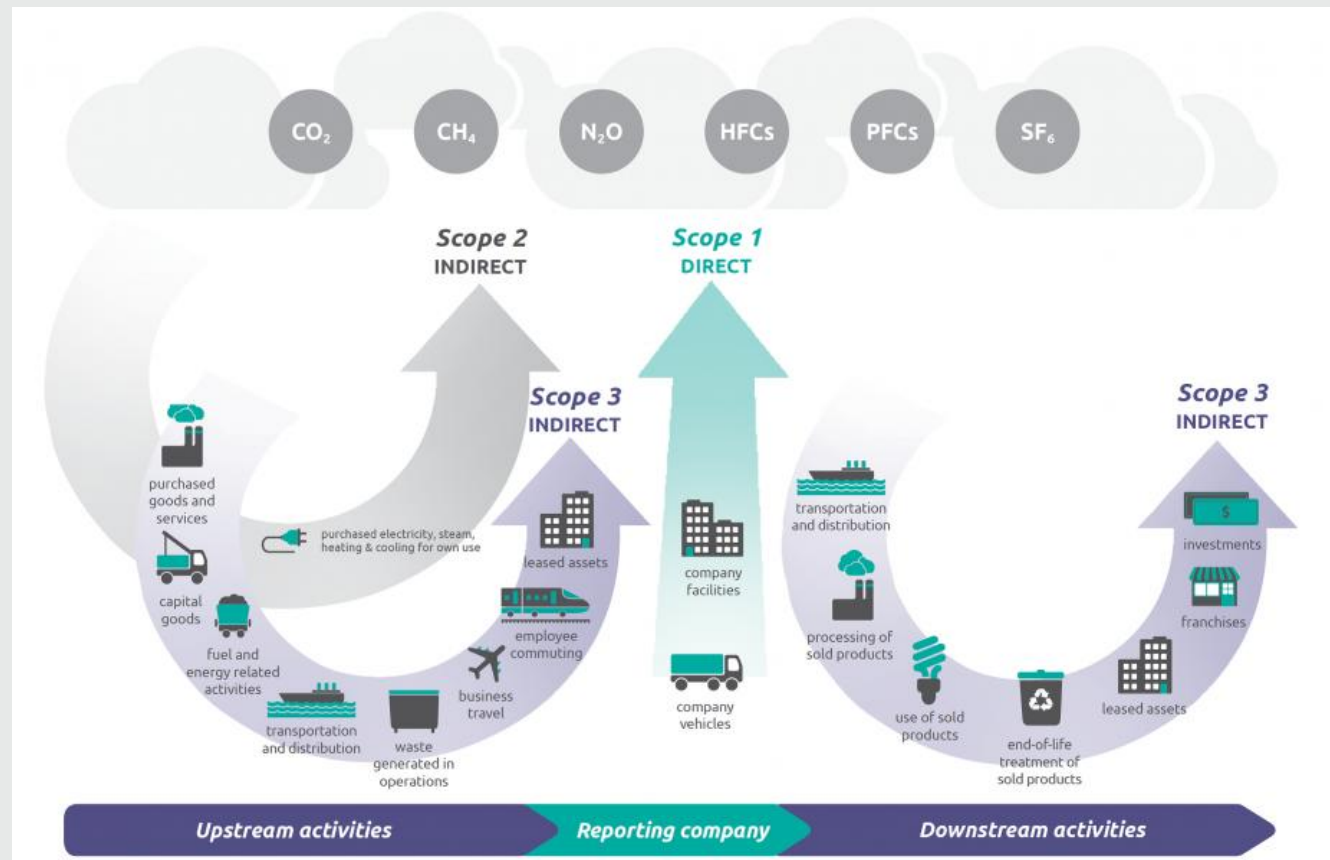 CO₂
CH₄
N₂O
HFCs
PFCs
SF₆
Scope 2
INDIRECT
Scope 1
DIRECT
Scope 3
INDIRECT
Scope 3
INDIRECT
purchased
goods and
services
capital
goods
fuel and
energy related
activities
purchased electricity, steam,
heating & cooling for own use
transportation
and distribution
waste
generated in
operations
business
travel
employee
commuting
leased assets
company
facilities
company
vehicles
transportation
and distribution
processing of
sold products
use of sold
products
end-of-life
treatment of
sold products
leased assets
franchises
$
investments
Upstream activities
Reporting company
Downstream activities